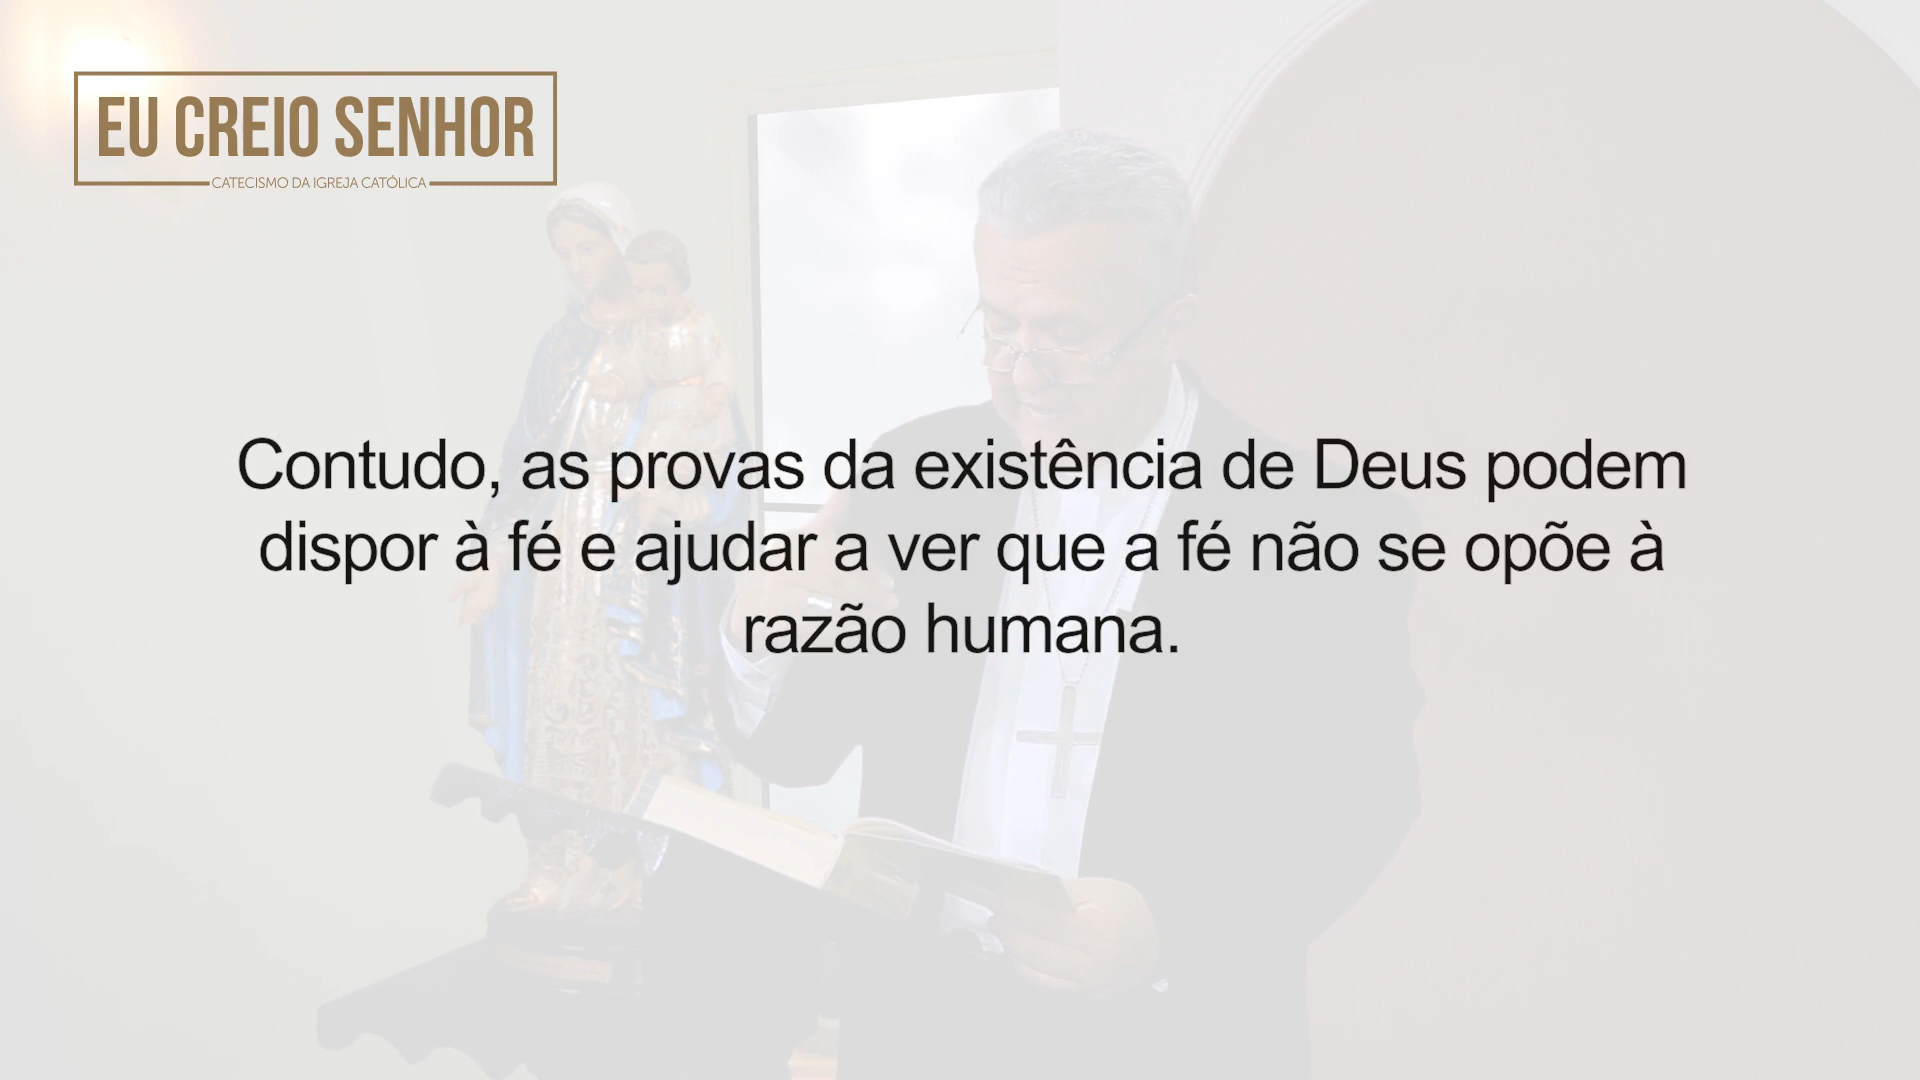 EU CREIO SENHOR
CATECISMO DA IGREJA CATÓLICA
Contudo, as provas da existência de Deus podem
dispor à fé e ajudar a ver que a fé não se opõe à
razão humana.